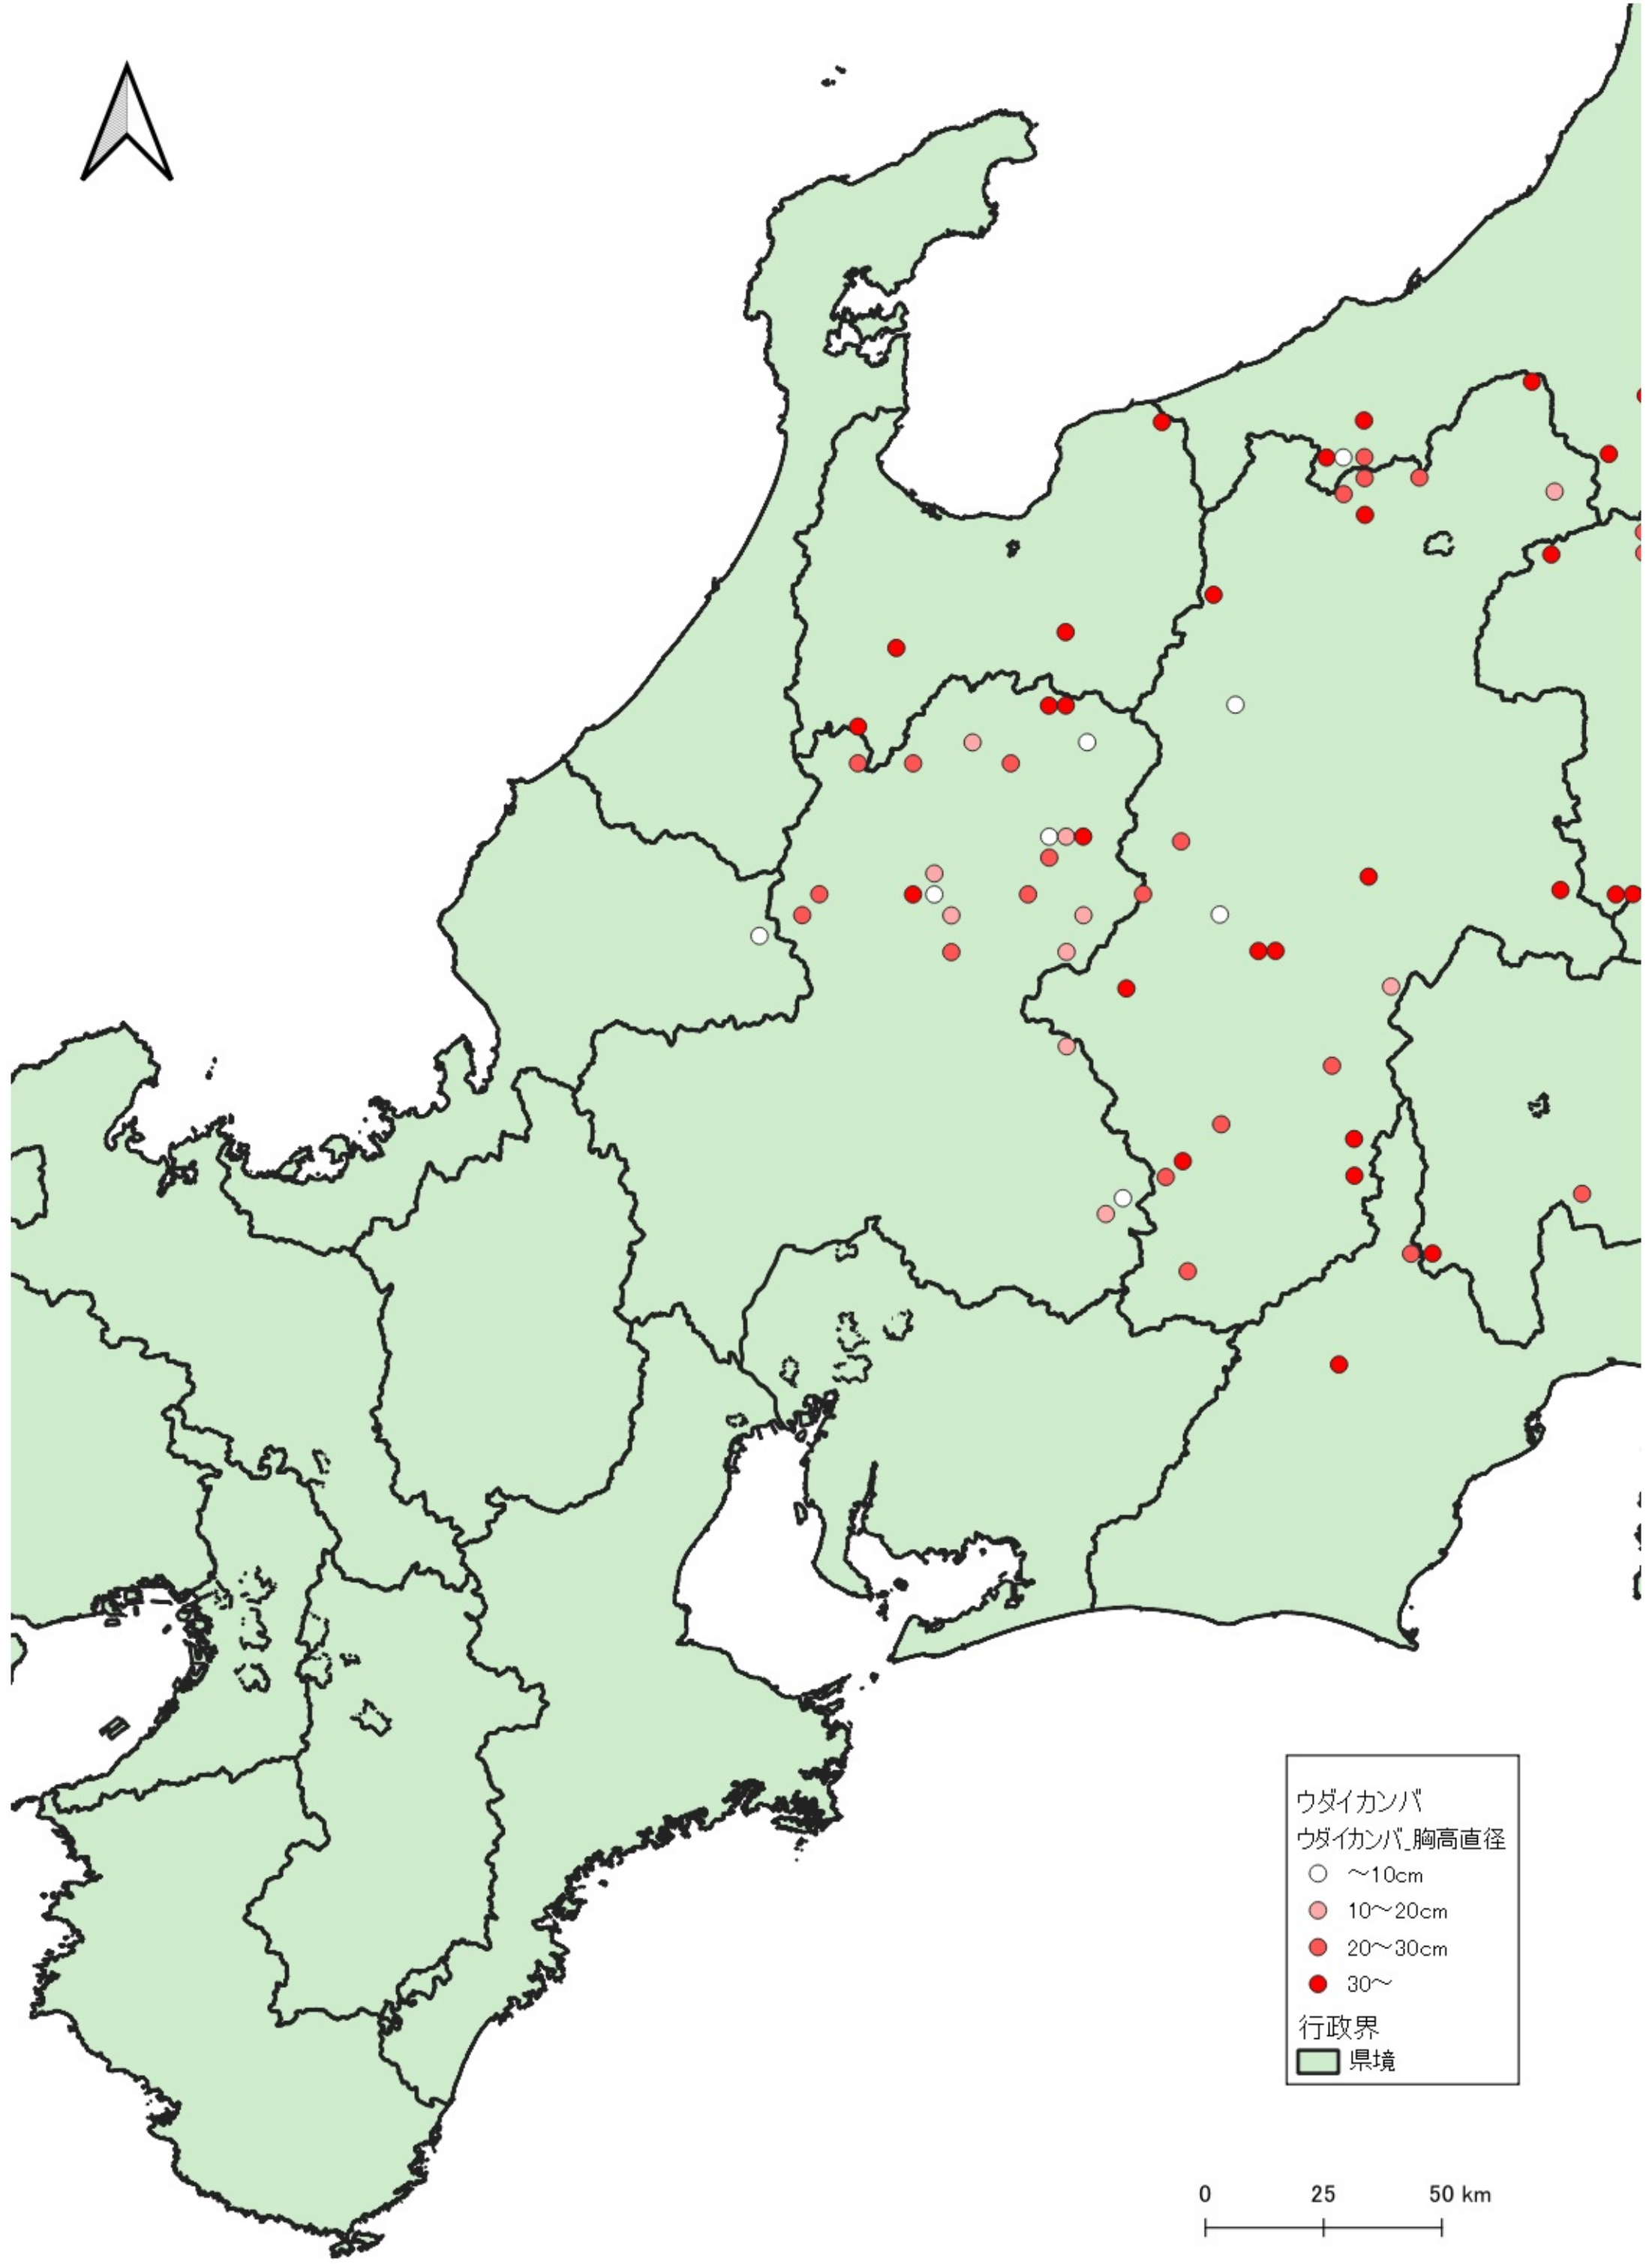 ウダイカンバ
ウダイカンバ_胸高直径
～10cm
10～20cm
20～30cm
30～
行政界
県境
0 25 50 km